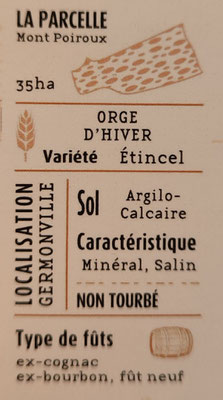 LA PARCELLE
Mont Poiroux
35ha
ORGE
D'HIVER
Variété Étincel
LOCALISATION
GERMONVILLE
Sol Argilo-
Calcaire
Caractéristique
Minéral, Salin
NON TOURBÉ
Type de fûts
ex-cognac
ex-bourbon, fût neuf